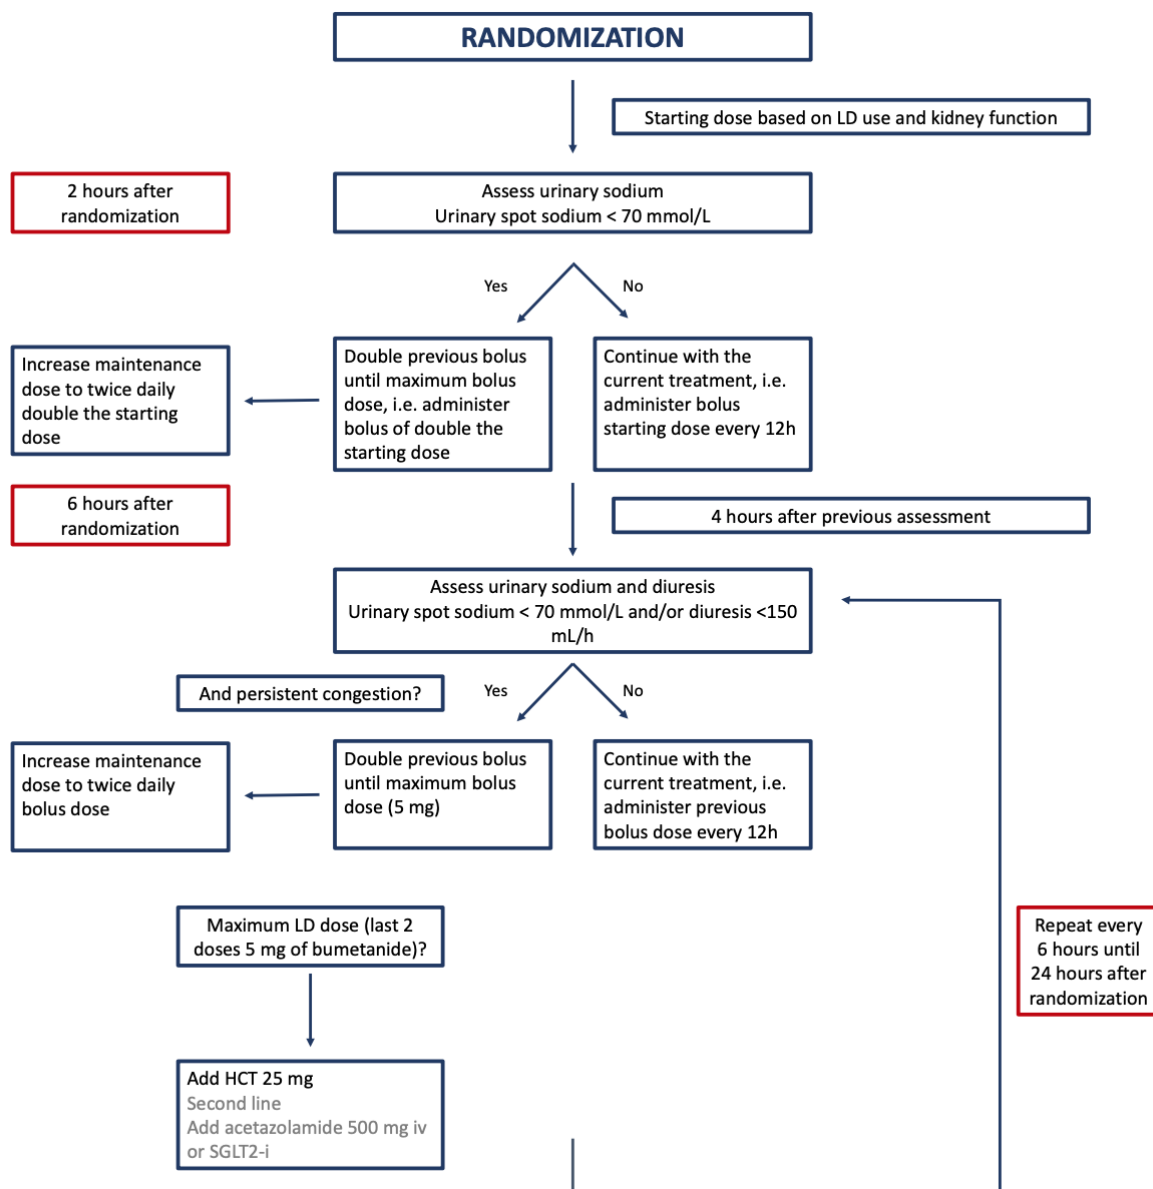 RANDOMIZATION
Starting dose based on LD use and kidney function
2 hours after
randomization
Assess urinary sodium
Urinary spot sodium < 70 mmol/L
Yes
No
Increase maintenance
dose to twice daily
double the starting
dose
Double previous bolus
until maximum bolus
dose, i.e. administer
bolus of double the
starting dose
Continue with the
current treatment, i.e.
administer bolus
starting dose every 12h
6 hours after
randomization
4 hours after previous assessment
Assess urinary sodium and diuresis
Urinary spot sodium < 70 mmol/L and/or diuresis <150
mL/h
And persistent congestion?
Yes
No
Increase maintenance
dose to twice daily
bolus dose
Double previous bolus
until maximum bolus
dose (5 mg)
Continue with the
current treatment, i.e.
administer previous
bolus dose every 12h
Maximum LD dose (last 2
doses 5 mg of bumetanide)?
Repeat every
6 hours until
24 hours after
randomization
Add HCT 25 mg
Second line
Add acetazolamide 500 mg iv
or SGLT2-i